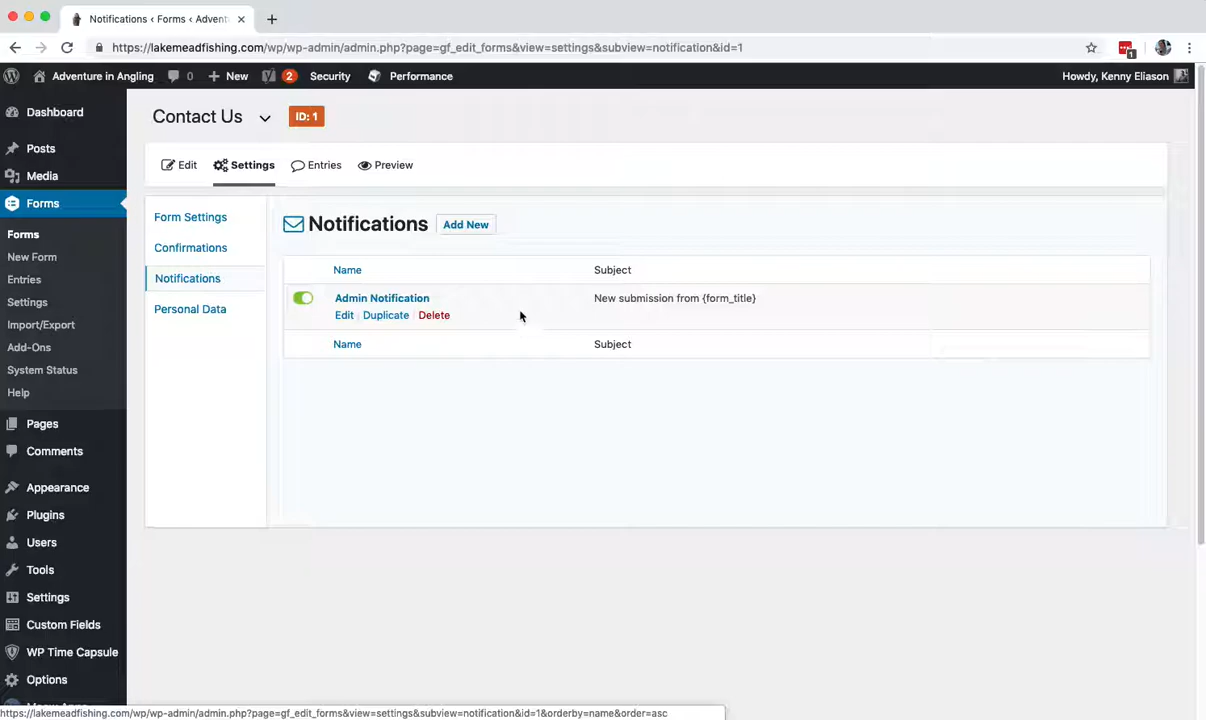 Notifications ‹ Forms ‹ Advent
https://lakemeadfishing.com/wp/wp-admin/admin.php?page=gf_edit_forms&view=settings&subview=notification&id=1
1
Adventure in Angling 0 New 2 Security Performance Howdy, Kenny Eliason
Dashboard
Posts
Media
Forms
Forms
New Form
Entries
Settings
Import/Export
Add-Ons
System Status
Help
Pages
Comments
Appearance
Plugins
Users
Tools
Settings
Custom Fields
WP Time Capsule
Options
Contact Us ID: 1
Edit Settings Entries Preview
Form Settings
Confirmations
Notifications
Personal Data
Notifications Add New
Name Subject
Admin Notification New submission from {form_title}
Edit | Duplicate | Delete
Name Subject
https://lakemeadfishing.com/wp/wp-admin/admin.php?page=gf_edit_forms&view=settings&subview=notification&id=1&orderby=name&order=asc